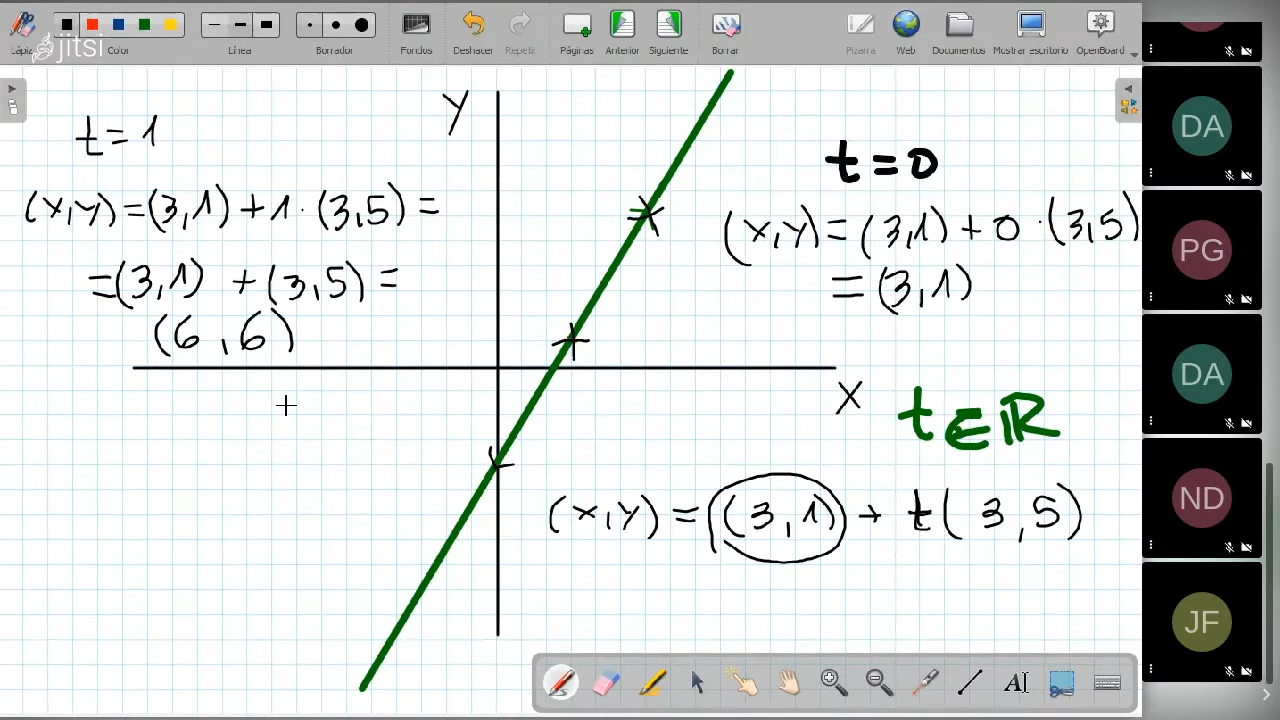 Lápiz
Color
Línea
Borrador
Fondos
Deshacer
Repetir
Páginas
Anterior
Siguiente
Borrar
Pizarra
Web
Documentos
Mostrar escritorio
OpenBoard
jitsi
t=1
(x,y)=(3,1)+1·(3,5)=
=(3,1) +(3,5)=
(6,6)
Y
X
t=0
(x,y)=(3,1)+0·(3,5)
=(3,1)
t∈ℝ
(x,y)=(3,1)+ t(3,5)
DA
PG
DA
ND
JF